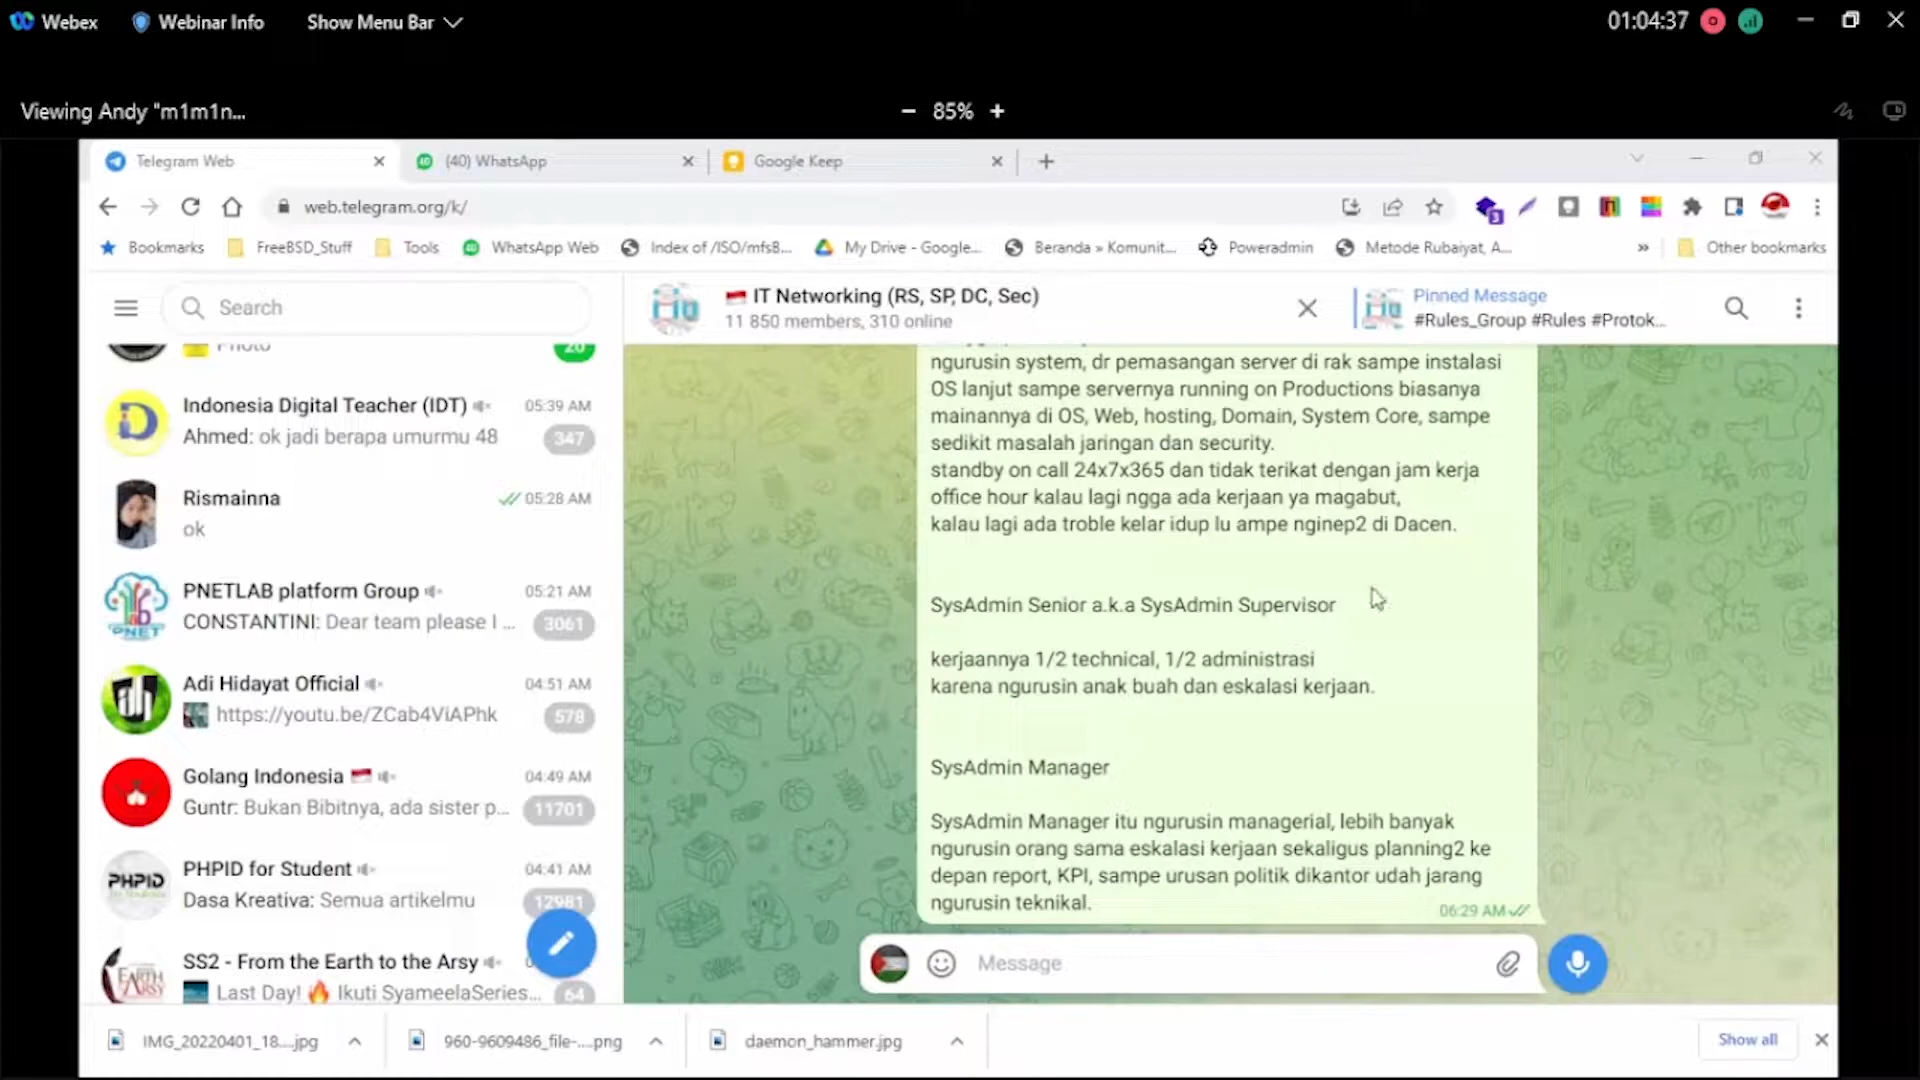 Webex
Webinar Info
Show Menu Bar
01:04:37
Viewing Andy "m1m1n...
85%
Telegram Web
(40) WhatsApp
Google Keep
web.telegram.org/k/
Bookmarks
FreeBSD_Stuff
Tools
WhatsApp Web
Index of /ISO/mfsB...
My Drive - Google...
Beranda » Komunit...
Poweradmin
Metode Rubaiyat, A...
»
Other bookmarks
Search
IT Networking (RS, SP, DC, Sec)
11 850 members, 310 online
Pinned Message
#Rules_Group #Rules #Protok...
Photo
20
Indonesia Digital Teacher (IDT)
05:39 AM
Ahmed: ok jadi berapa umurmu 48
347
Rismainna
05:28 AM
ok
PNETLAB platform Group
05:21 AM
CONSTANTINI: Dear team please I ...
3061
Adi Hidayat Official
04:51 AM
https://youtu.be/ZCab4ViAPhk
578
Golang Indonesia
04:49 AM
Guntr: Bukan Bibitnya, ada sister p...
11701
PHPID
PHPID for Student
04:41 AM
Dasa Kreativa: Semua artikelmu
12981
EARTH
ARSY
SS2 - From the Earth to the Arsy
Last Day! 🔥 Ikuti SyameelaSeries...
64
ngurusin system, dr pemasangan server di rak sampe instalasi
OS lanjut sampe servernya running on Productions biasanya
mainannya di OS, Web, hosting, Domain, System Core, sampe
sedikit masalah jaringan dan security.
standby on call 24x7x365 dan tidak terikat dengan jam kerja
office hour kalau lagi ngga ada kerjaan ya magabut,
kalau lagi ada troble kelar idup lu ampe nginep2 di Dacen.
SysAdmin Senior a.k.a SysAdmin Supervisor
kerjaannya 1/2 technical, 1/2 administrasi
karena ngurusin anak buah dan eskalasi kerjaan.
SysAdmin Manager
SysAdmin Manager itu ngurusin managerial, lebih banyak
ngurusin orang sama eskalasi kerjaan sekaligus planning2 ke
depan report, KPI, sampe urusan politik dikantor udah jarang
ngurusin teknikal.
06:29 AM
Message
IMG_20220401_18....jpg
960-9609486_file-....png
daemon_hammer.jpg
Show all